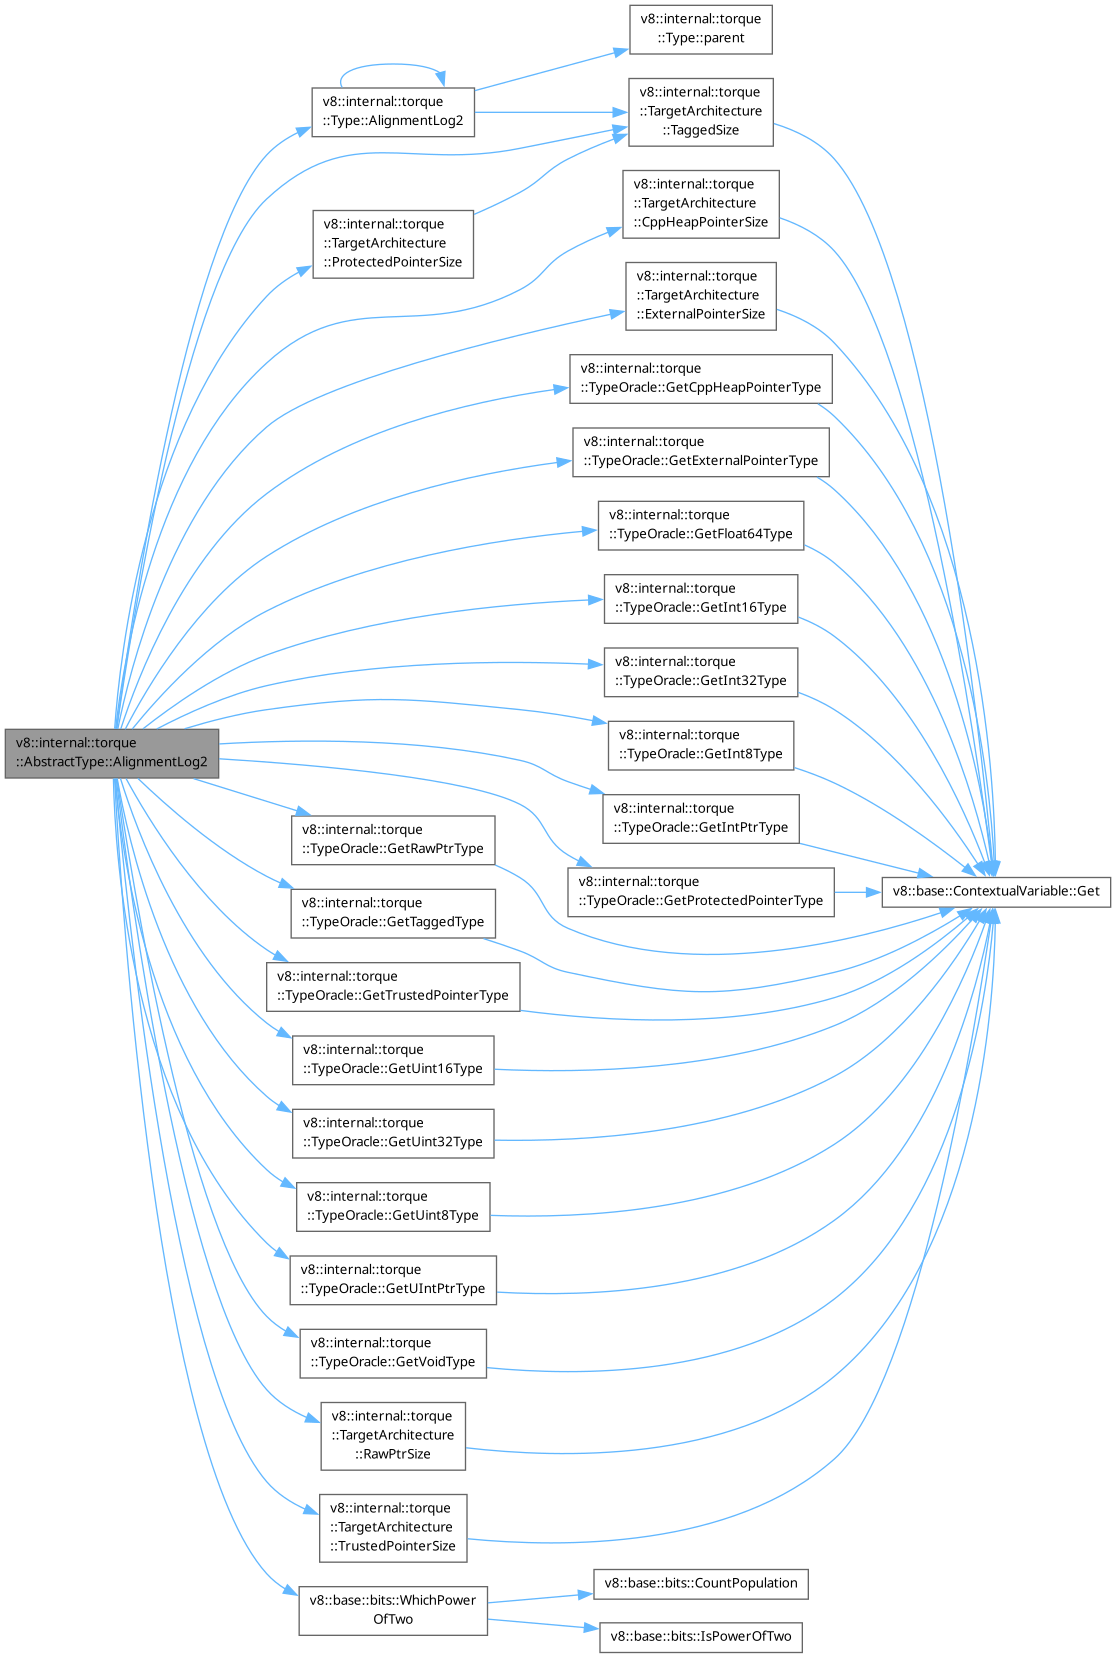 v8::internal::torque
::Type::parent
v8::internal::torque
::Type::AlignmentLog2
v8::internal::torque
::TargetArchitecture
::TaggedSize
v8::internal::torque
::TargetArchitecture
::CppHeapPointerSize
v8::internal::torque
::TargetArchitecture
::ProtectedPointerSize
v8::internal::torque
::TargetArchitecture
::ExternalPointerSize
v8::internal::torque
::TypeOracle::GetCppHeapPointerType
v8::internal::torque
::TypeOracle::GetExternalPointerType
v8::internal::torque
::TypeOracle::GetFloat64Type
v8::internal::torque
::TypeOracle::GetInt16Type
v8::internal::torque
::TypeOracle::GetInt32Type
v8::internal::torque
::AbstractType::AlignmentLog2
v8::internal::torque
::TypeOracle::GetInt8Type
v8::internal::torque
::TypeOracle::GetIntPtrType
v8::internal::torque
::TypeOracle::GetRawPtrType
v8::internal::torque
::TypeOracle::GetProtectedPointerType
v8::base::ContextualVariable::Get
v8::internal::torque
::TypeOracle::GetTaggedType
v8::internal::torque
::TypeOracle::GetTrustedPointerType
v8::internal::torque
::TypeOracle::GetUint16Type
v8::internal::torque
::TypeOracle::GetUint32Type
v8::internal::torque
::TypeOracle::GetUint8Type
v8::internal::torque
::TypeOracle::GetUIntPtrType
v8::internal::torque
::TypeOracle::GetVoidType
v8::internal::torque
::TargetArchitecture
::RawPtrSize
v8::internal::torque
::TargetArchitecture
::TrustedPointerSize
v8::base::bits::WhichPower
OfTwo
v8::base::bits::CountPopulation
v8::base::bits::IsPowerOfTwo